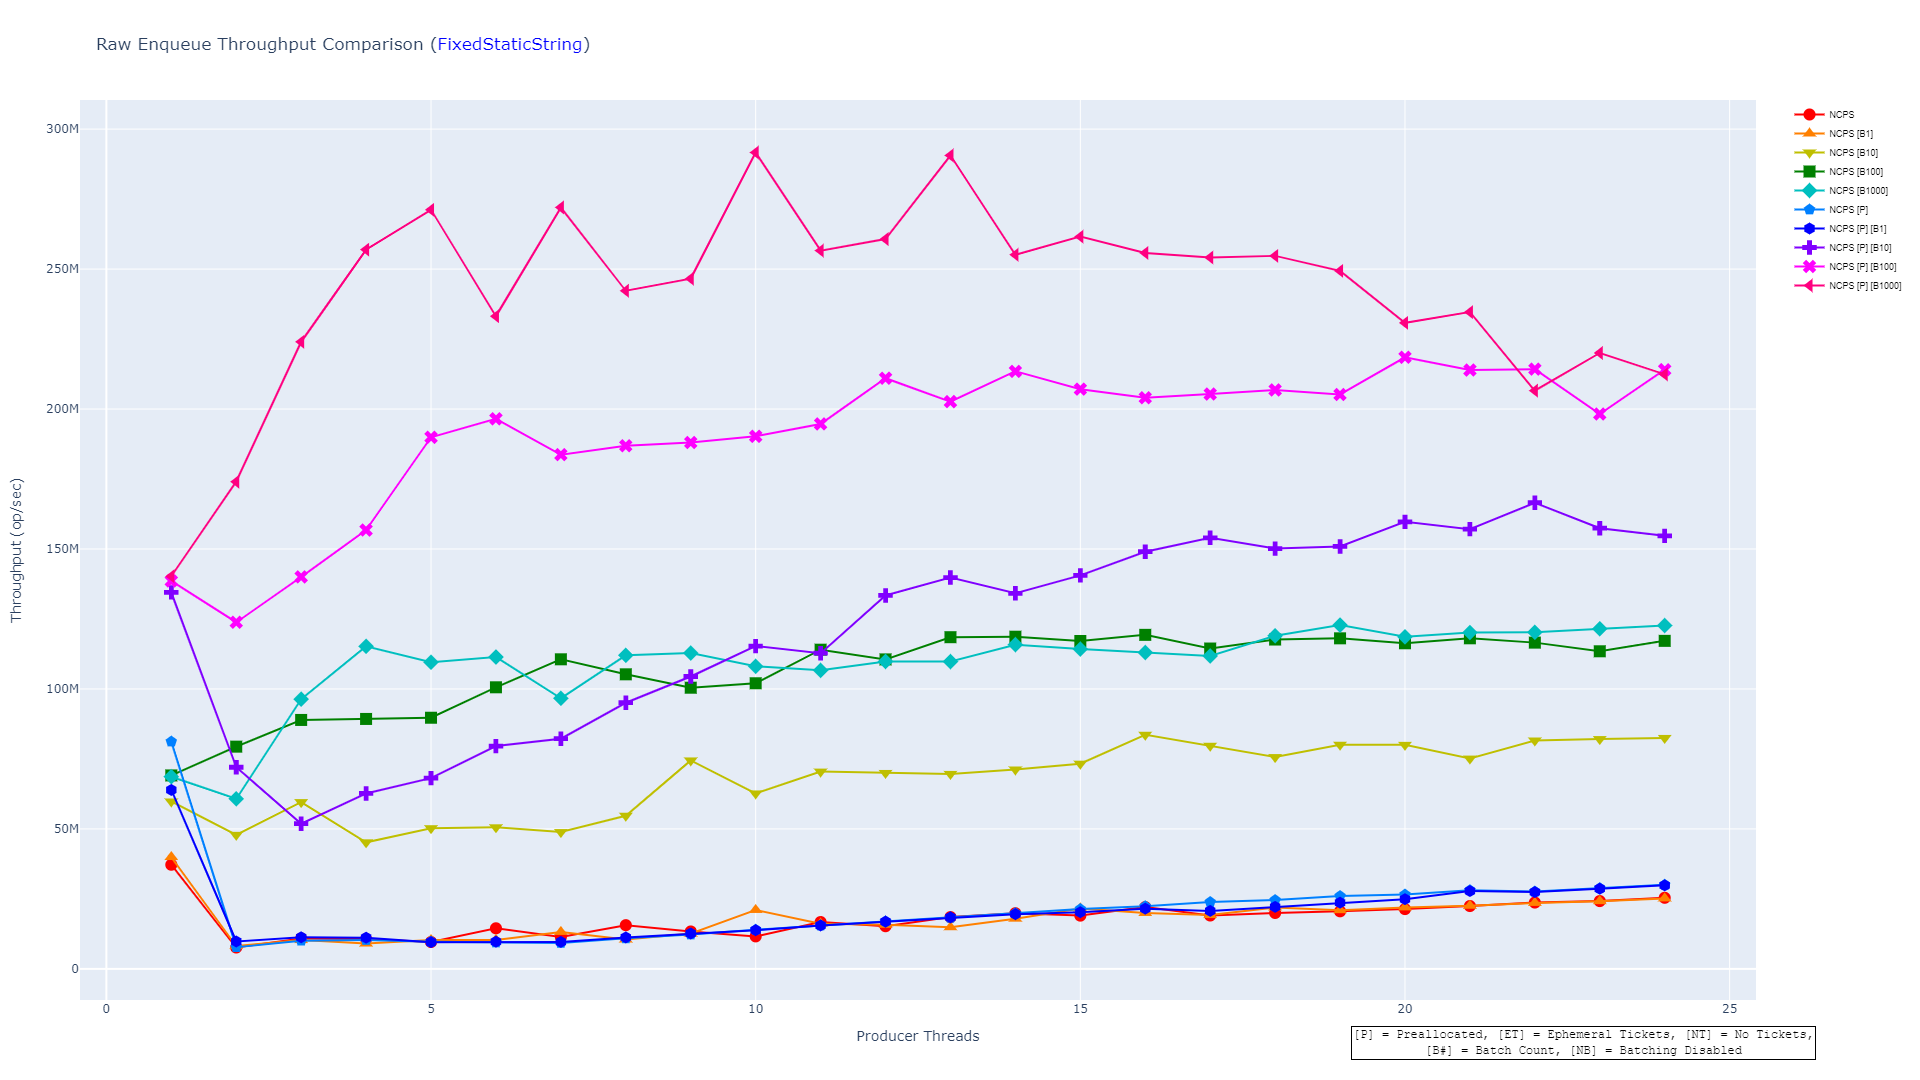 Raw Enqueue Throughput Comparison (FixedStaticString)
NCPS
NCPS [B1]
NCPS [B10]
NCPS [B100]
NCPS [B1000]
NCPS [P]
NCPS [P] [B1]
NCPS [P] [B10]
NCPS [P] [B100]
NCPS [P] [B1000]
Throughput (op/sec)
300M
250M
200M
150M
100M
50M
0
0 5 10 15 20 25
Producer Threads
[P] = Preallocated, [ET] = Ephemeral Tickets, [NT] = No Tickets,
[B#] = Batch Count, [NB] = Batching Disabled